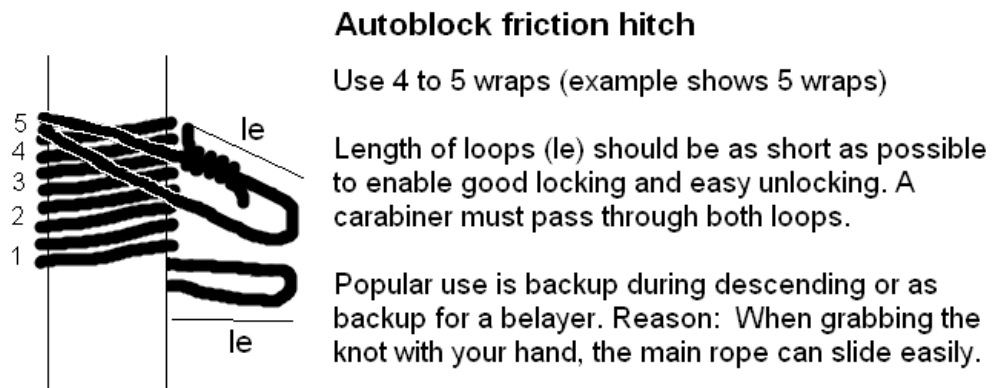 Autoblock friction hitch
Use 4 to 5 wraps (example shows 5 wraps)
Length of loops (le) should be as short as possible
to enable good locking and easy unlocking. A
carabiner must pass through both loops.
Popular use is backup during descending or as
backup for a belayer. Reason:  When grabbing the
knot with your hand, the main rope can slide easily.
5
4
3
2
1
le
le